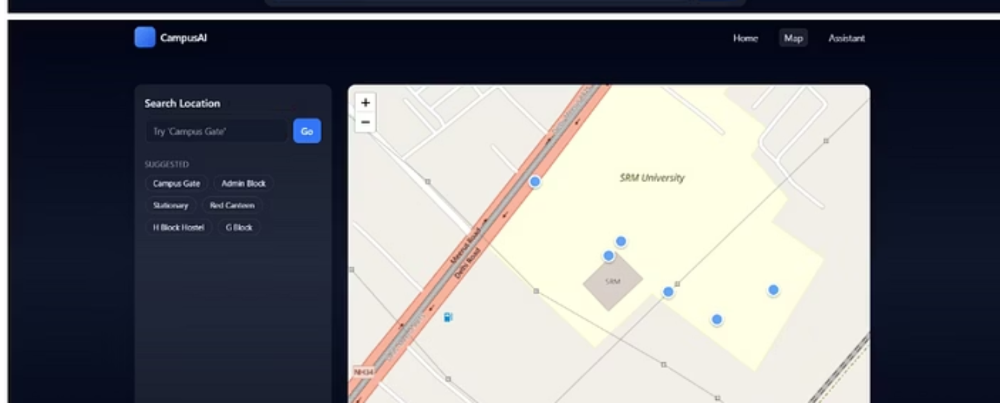 CampusAI
Home
Map
Assistant
Search Location
Try 'Campus Gate'
Go
SUGGESTED
Campus Gate
Admin Block
Stationary
Red Canteen
H Block Hostel
G Block
+
−
SRM University
Meerut Road
Delhi Road
SRM
NH34